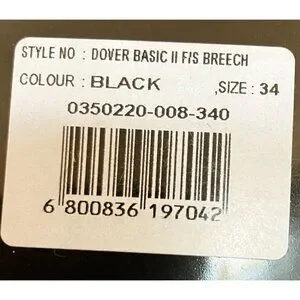 STYLE NO : DOVER BASIC II F/S BREECH
COLOUR : BLACK ,SIZE : 34
0350220-008-340
6 800836 197042